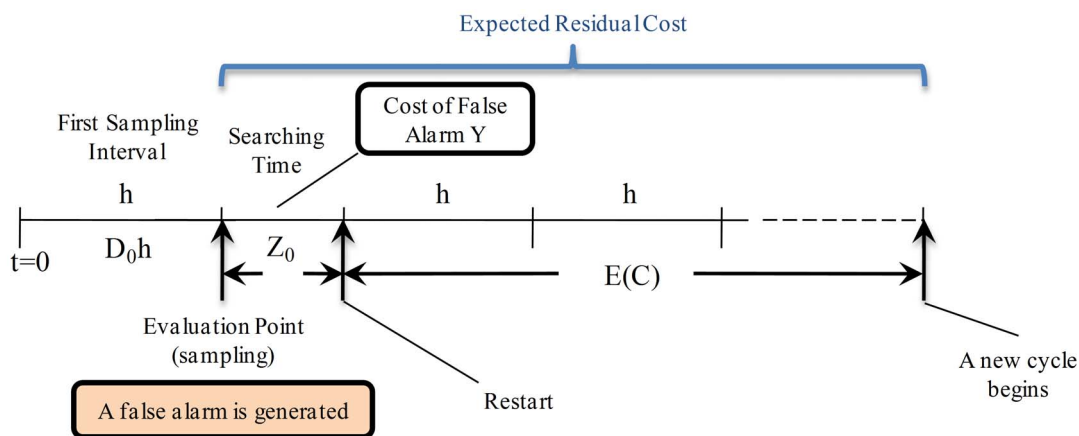 Expected Residual Cost
Cost of False
Alarm Y
First Sampling
Interval
Searching
Time
h
h
h
t=0
D₀h
Z₀
E(C)
Evaluation Point
(sampling)
A false alarm is generated
Restart
A new cycle
begins